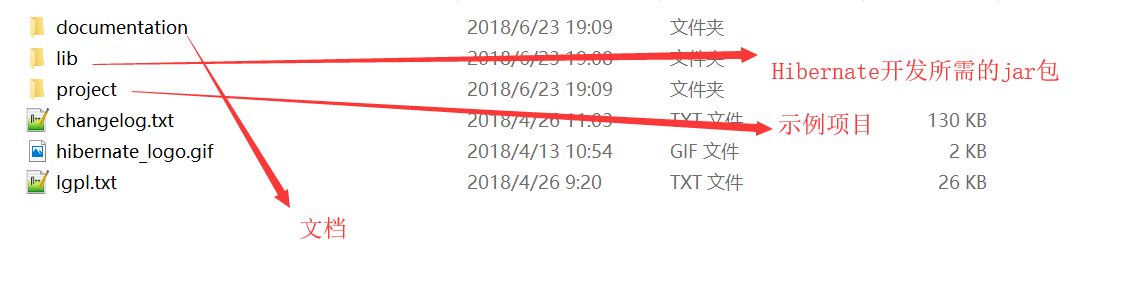 documentation 2018/6/23 19:09 文件夹
lib 2018/6/23 19:08 文件夹
Hibernate开发所需的jar包
project 2018/6/23 19:09 文件夹
changelog.txt 2018/4/26 11:03 TXT 文件 130 KB
示例项目
hibernate_logo.gif 2018/4/13 10:54 GIF 文件 2 KB
lgpl.txt 2018/4/26 9:20 TXT 文件 26 KB
文档